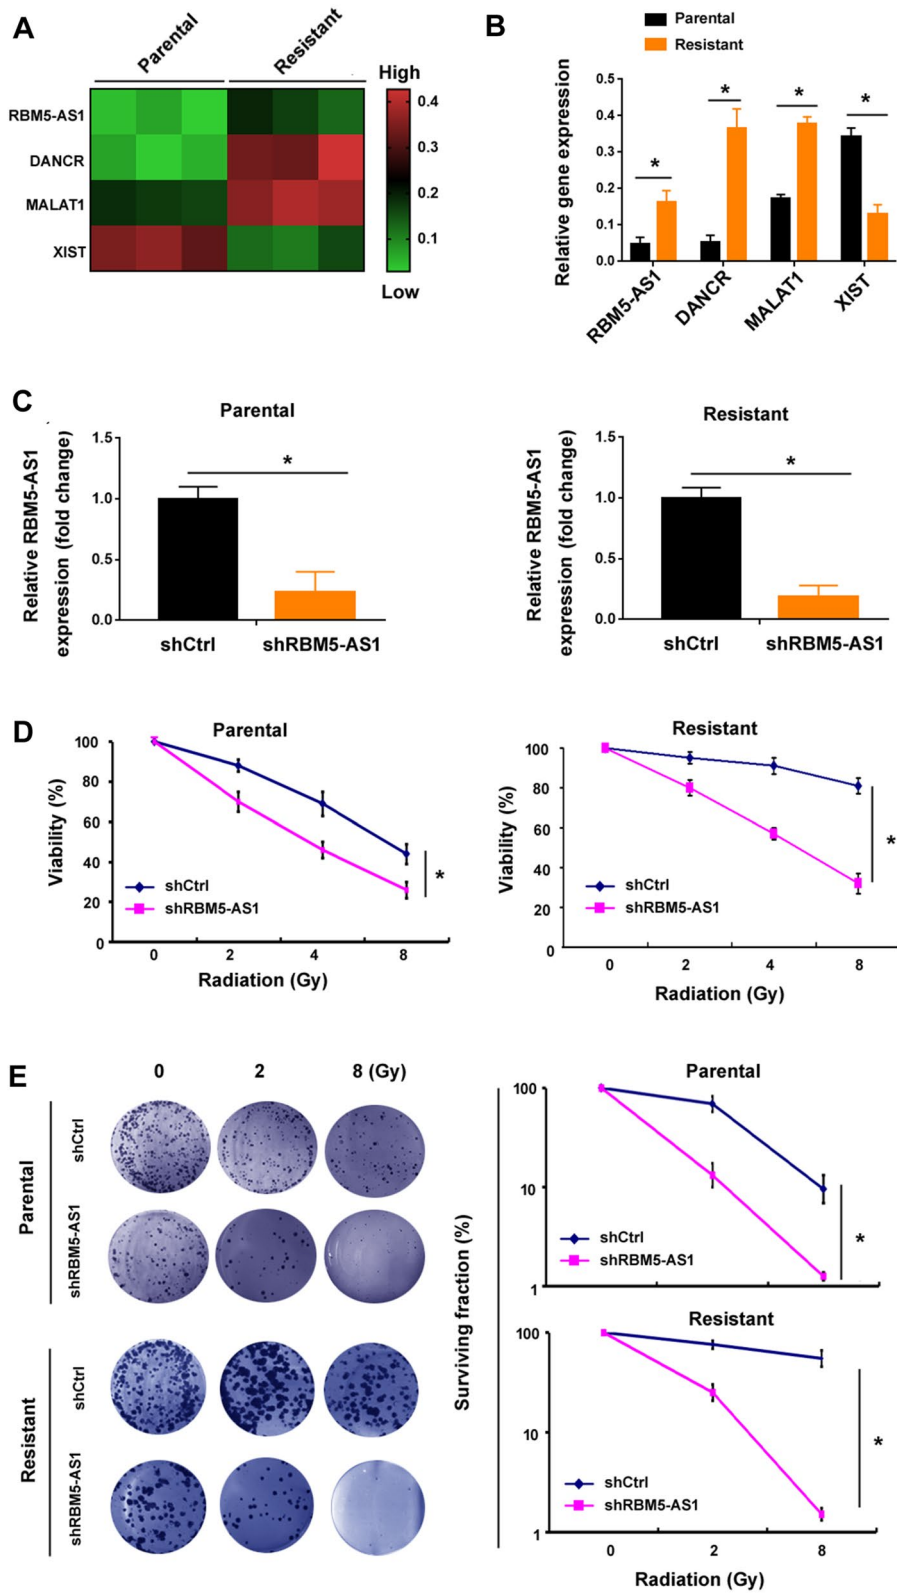 A
Parental
Resistant
High
RBM5-AS1
DANCR
MALAT1
XIST
0.4
0.3
0.2
0.1
Low
B
Parental
Resistant
Relative gene expression
0.5
0.4
0.3
0.2
0.1
0.0
*
*
*
*
RBM5-AS1
DANCR
MALAT1
XIST
C
Parental
Relative RBM5-AS1
expression (fold change)
1.5
1.0
0.5
0.0
*
shCtrl
shRBM5-AS1
Resistant
Relative RBM5-AS1
expression (fold change)
1.5
1.0
0.5
0.0
*
shCtrl
shRBM5-AS1
D
Parental
Viability (%)
100
80
60
40
20
0
shCtrl
shRBM5-AS1
*
0
2
4
8
Radiation (Gy)
Resistant
Viability (%)
100
80
60
40
20
0
shCtrl
shRBM5-AS1
*
0
2
4
8
Radiation (Gy)
E
0
2
8 (Gy)
Parental
shCtrl
shRBM5-AS1
Resistant
shCtrl
shRBM5-AS1
Surviving fraction (%)
Parental
100
10
1
shCtrl
shRBM5-AS1
*
Resistant
100
10
1
shCtrl
shRBM5-AS1
*
0
2
8
Radiation (Gy)